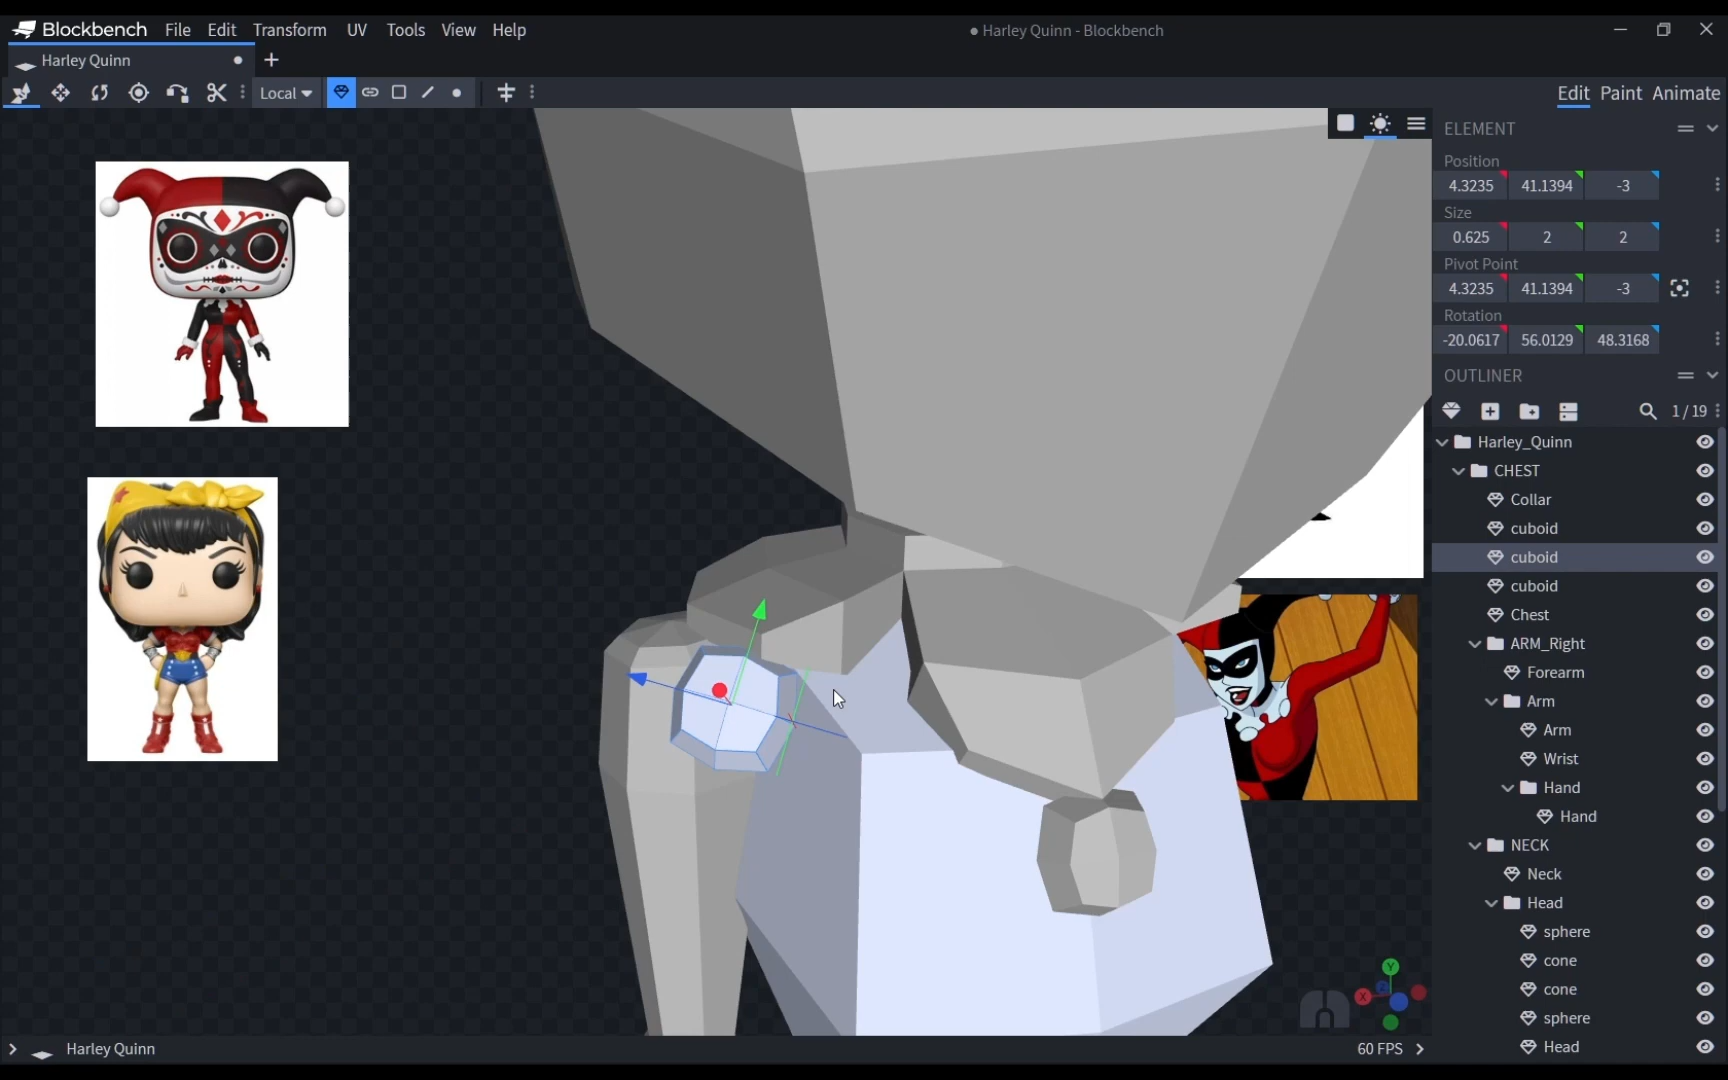 Blockbench File Edit Transform UV Tools View Help
Harley Quinn - Blockbench
Harley Quinn
Local
Edit Paint Animate
ELEMENT
Position
4.3235 41.1394 -3
Size
0.625 2 2
Pivot Point
4.3235 41.1394 -3
Rotation
-20.0617 56.0129 48.3168
OUTLINER
1 / 19
Harley_Quinn
CHEST
Collar
cuboid
cuboid
cuboid
Chest
ARM_Right
Forearm
Arm
Arm
Wrist
Hand
Hand
NECK
Neck
Head
sphere
cone
cone
sphere
Head
Y
X
Harley Quinn
60 FPS